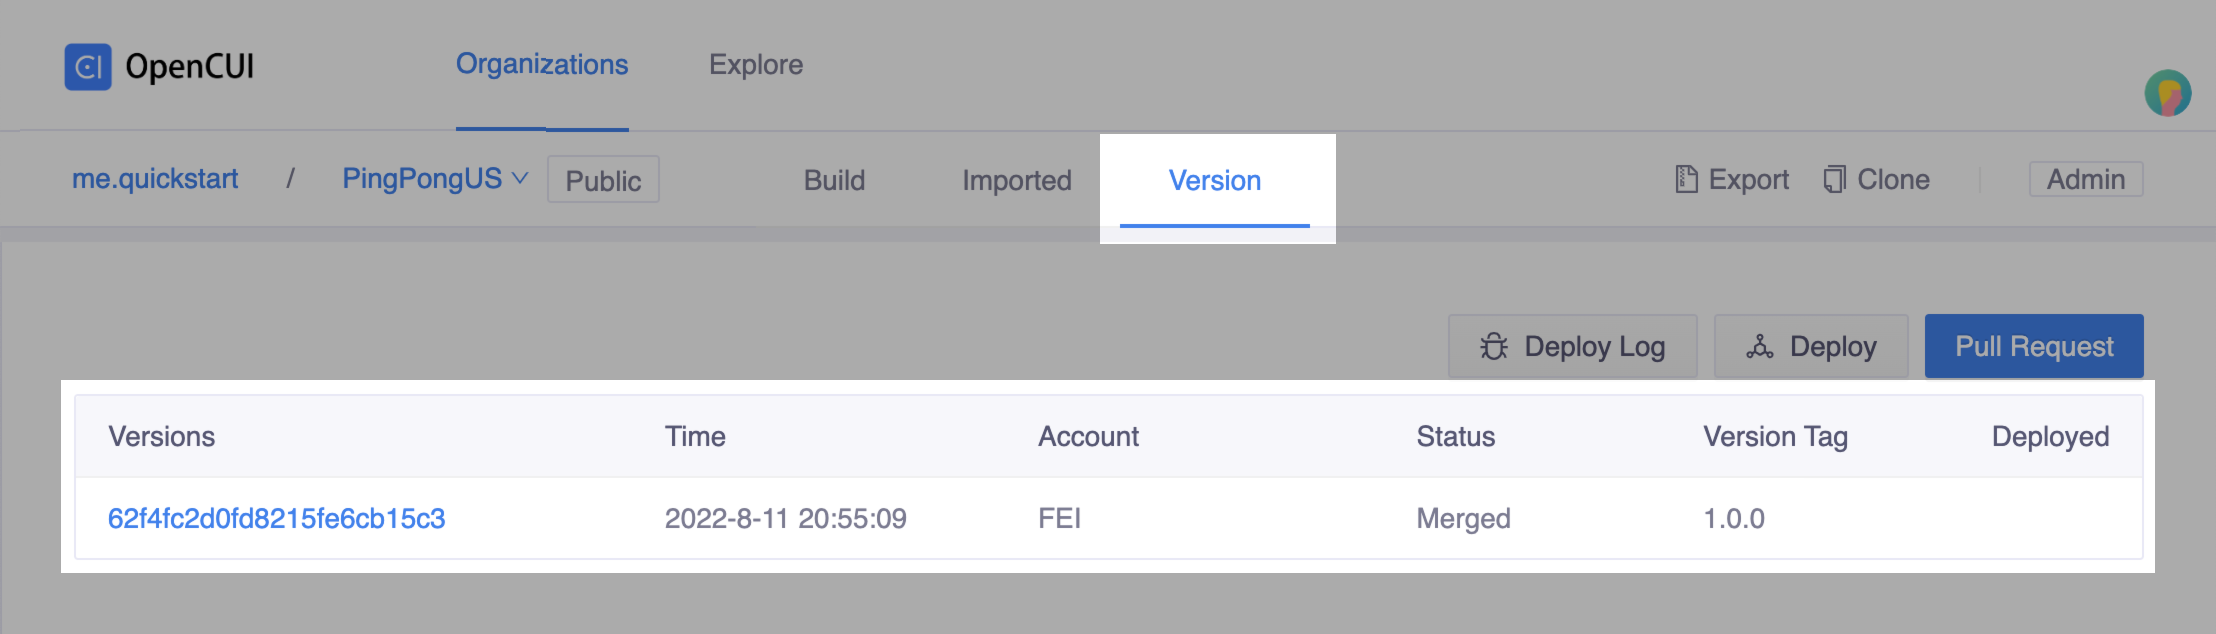 OpenCUI Organizations Explore
me.quickstart / PingPongUS Public Build Imported Version Export Clone Admin
Deploy Log Deploy Pull Request
Versions Time Account Status Version Tag Deployed
62f4fc2d0fd8215fe6cb15c3 2022-8-11 20:55:09 FEI Merged 1.0.0